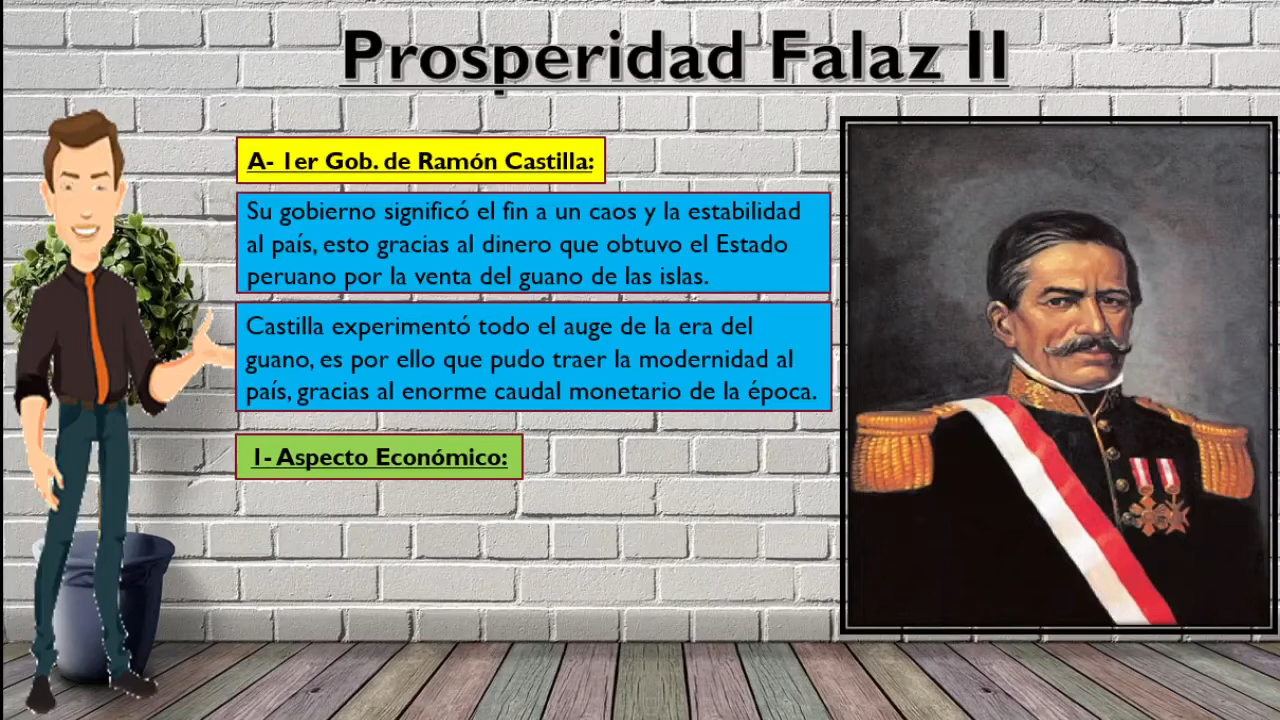 Prosperidad Falaz II
A- 1er Gob. de Ramón Castilla:
Su gobierno significó el fin a un caos y la estabilidad
al país, esto gracias al dinero que obtuvo el Estado
peruano por la venta del guano de las islas.
Castilla experimentó todo el auge de la era del
guano, es por ello que pudo traer la modernidad al
país, gracias al enorme caudal monetario de la época.
1- Aspecto Económico: